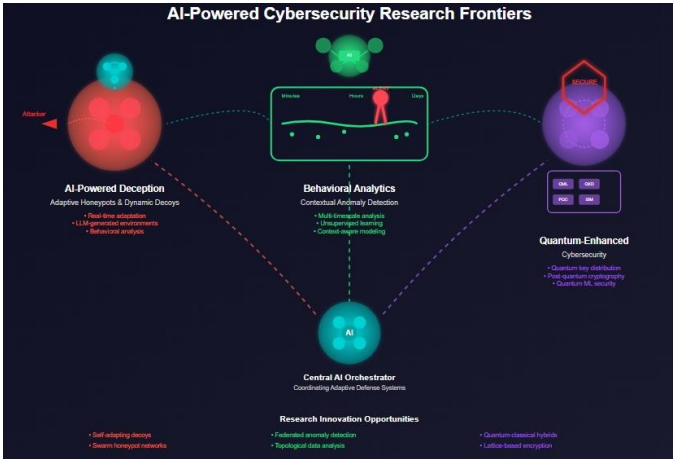 AI-Powered Cybersecurity Research Frontiers
AI
SECURE
Minutes
Hours
Days
Attacker
CML
QKD
PQC
AI-Powered Deception
Adaptive Honeypots & Dynamic Decoys
• Real-time adaptation
• LLM-generated environments
• Behavioral analysis
Behavioral Analytics
Contextual Anomaly Detection
• Multi-timescale analysis
• Unsupervised learning
• Context-aware modeling
Quantum-Enhanced
Cybersecurity
• Quantum key distribution
• Post-quantum cryptography
• Quantum ML security
AI
Central AI Orchestrator
Coordinating Adaptive Defense Systems
Research Innovation Opportunities
• Self-adapting decoys
• Swarm honeypot networks
• Federated anomaly detection
• Topological data analysis
• Quantum-classical hybrids
• Lattice-based encryption